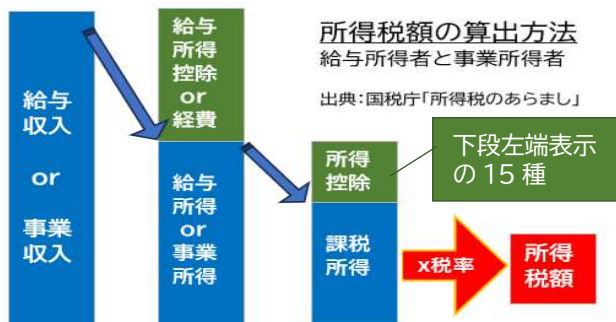 所得税額の算出方法
給与所得者と事業所得者
出典:国税庁「所得税のあらまし」
給与
収入
or
事業
収入
給与
所得
控除
or
経費
給与
所得
or
事業
所得
所得
控除
課税
所得
下段左端表示
の15種
x税率
所得
税額